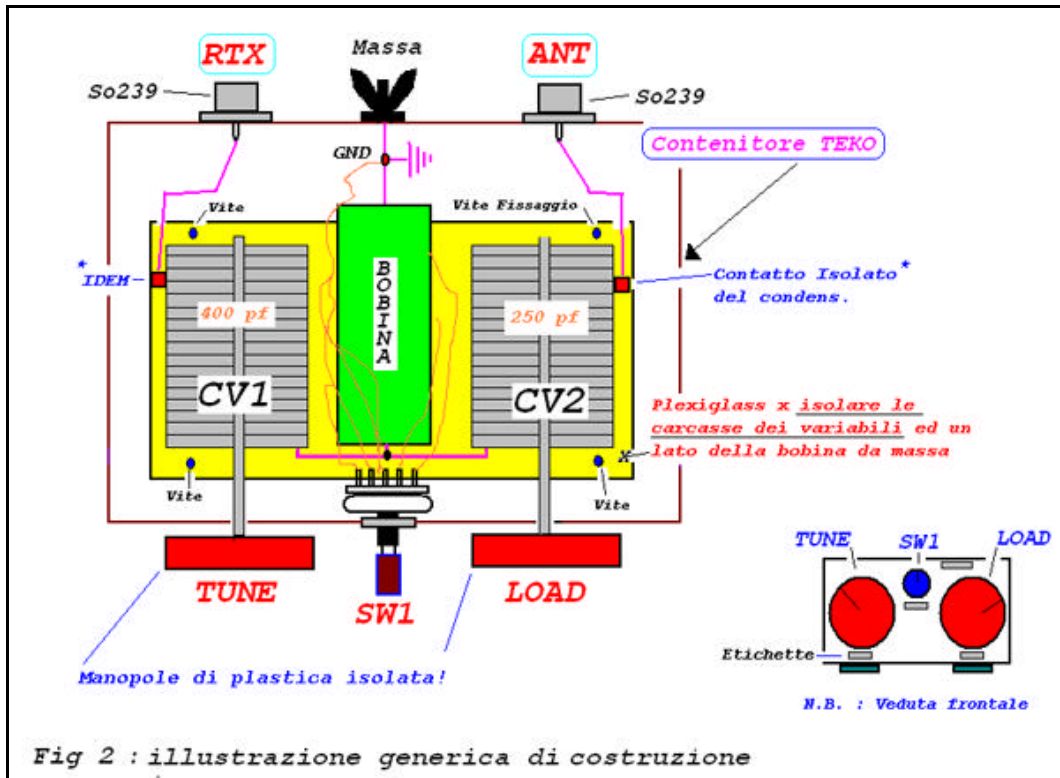 RTX
Massa
ANT
So239
So239
Contenitore TEKO
GND
Vite
Vite Fissaggio
* IDEM
Contatto Isolato*
del condens.
400 pf
BOBINA
250 pf
CV1
CV2
Plexiglass x isolare le
carcasse dei variabili ed un
lato della bobina da massa
x
Vite
Vite
TUNE
SW1
LOAD
TUNE
SW1
LOAD
Etichette
Manopole di plastica isolata!
N.B. : Veduta frontale
Fig 2 : illustrazione generica di costruzione